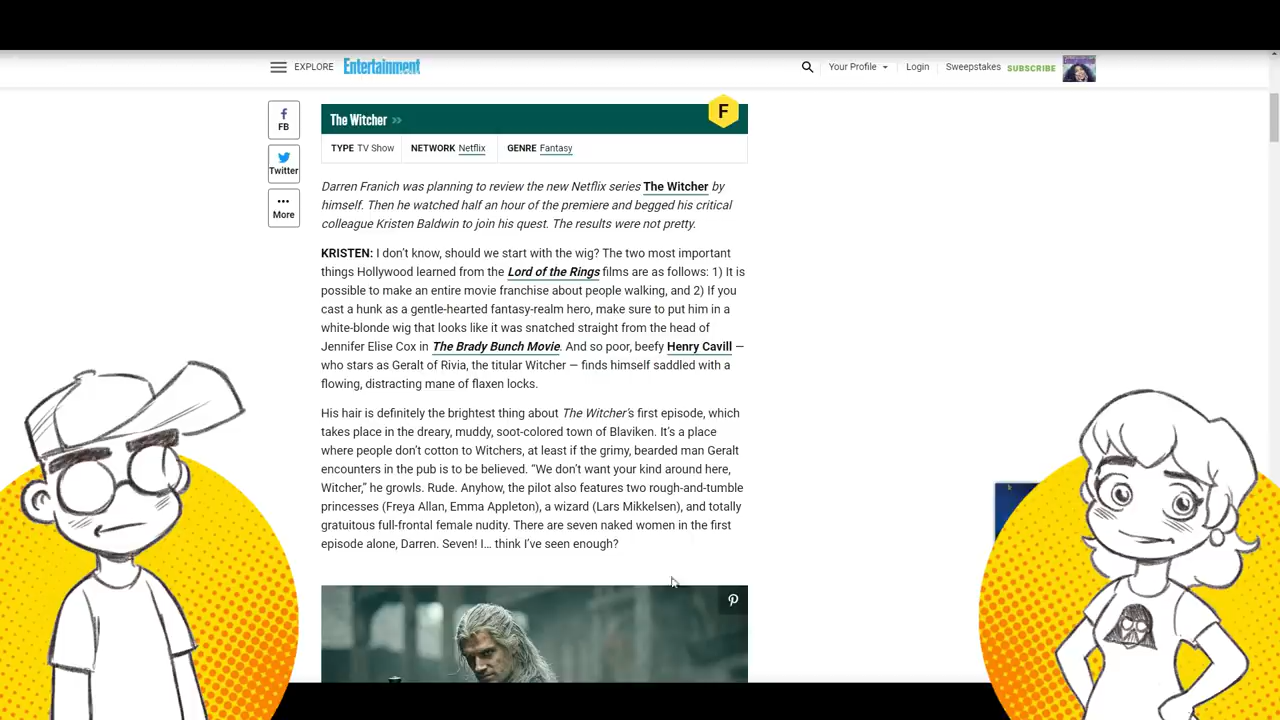 EXPLORE Entertainment Your Profile Login Sweepstakes SUBSCRIBE
FB
Twitter
More
The Witcher » F
TYPE TV Show NETWORK Netflix GENRE Fantasy
Darren Franich was planning to review the new Netflix series The Witcher by
himself. Then he watched half an hour of the premiere and begged his critical
colleague Kristen Baldwin to join his quest. The results were not pretty.
KRISTEN: I don’t know, should we start with the wig? The two most important
things Hollywood learned from the Lord of the Rings films are as follows: 1) It is
possible to make an entire movie franchise about people walking, and 2) If you
cast a hunk as a gentle-hearted fantasy-realm hero, make sure to put him in a
white-blonde wig that looks like it was snatched straight from the head of
Jennifer Elise Cox in The Brady Bunch Movie. And so poor, beefy Henry Cavill —
who stars as Geralt of Rivia, the titular Witcher — finds himself saddled with a
flowing, distracting mane of flaxen locks.
His hair is definitely the brightest thing about The Witcher’s first episode, which
takes place in the dreary, muddy, soot-colored town of Blaviken. It’s a place
where people don’t cotton to Witchers, at least if the grimy, bearded man Geralt
encounters in the pub is to be believed. “We don’t want your kind around here,
Witcher,” he growls. Rude. Anyhow, the pilot also features two rough-and-tumble
princesses (Freya Allan, Emma Appleton), a wizard (Lars Mikkelsen), and totally
gratuitous full-frontal female nudity. There are seven naked women in the first
episode alone, Darren. Seven! I… think I’ve seen enough?